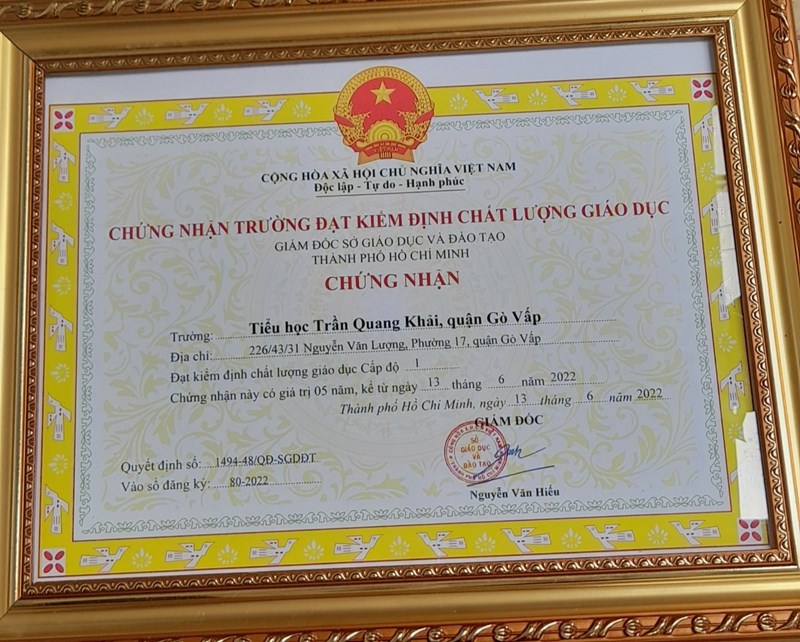 CỘNG HÒA XÃ HỘI CHỦ NGHĨA VIỆT NAM
Độc lập - Tự do - Hạnh phúc
CHỨNG NHẬN TRƯỜNG ĐẠT KIỂM ĐỊNH CHẤT LƯỢNG GIÁO DỤC
GIÁM ĐỐC SỞ GIÁO DỤC VÀ ĐÀO TẠO
THÀNH PHỐ HỒ CHÍ MINH
CHỨNG NHẬN
Trường: Tiểu học Trần Quang Khải, quận Gò Vấp
Địa chỉ: 226/43/31 Nguyễn Văn Lượng, Phường 17, quận Gò Vấp
Đạt kiểm định chất lượng giáo dục Cấp độ 1
Chứng nhận này có giá trị 05 năm, kể từ ngày 13 tháng 6 năm 2022
Thành phố Hồ Chí Minh, ngày 13 tháng 6 năm 2022
GIÁM ĐỐC
SỞ
GIÁO DỤC
VÀ
ĐÀO TẠO
Quyết định số: 1494-48/QĐ-SGDĐT
Vào sổ đăng ký: 80-2022
Nguyễn Văn Hiếu